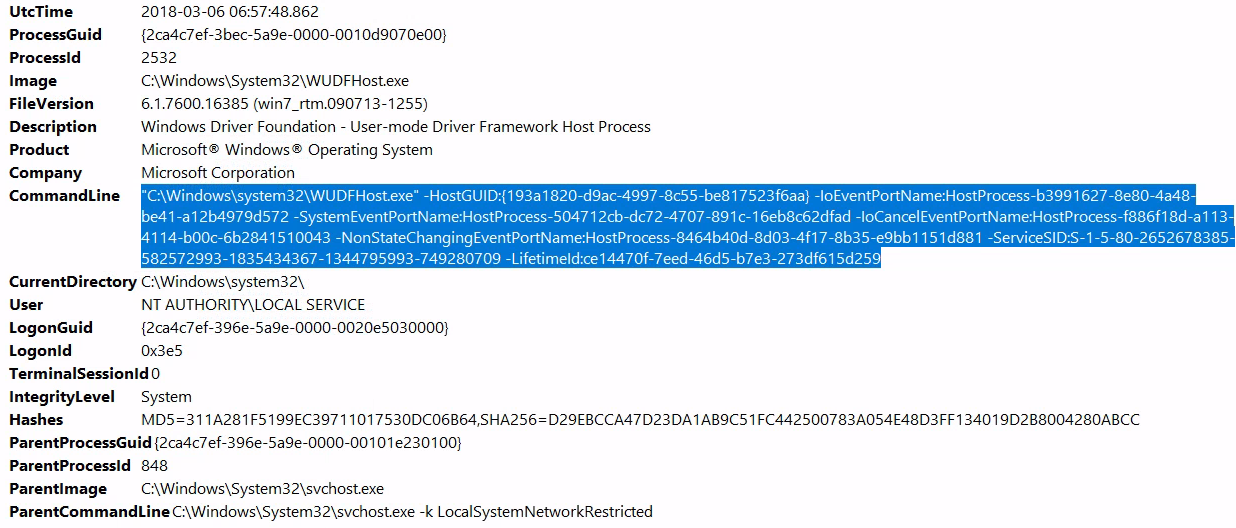 UtcTime 2018-03-06 06:57:48.862
ProcessGuid {2ca4c7ef-3bec-5a9e-0000-0010d9070e00}
ProcessId 2532
Image C:\Windows\System32\WUDFHost.exe
FileVersion 6.1.7600.16385 (win7_rtm.090713-1255)
Description Windows Driver Foundation - User-mode Driver Framework Host Process
Product Microsoft® Windows® Operating System
Company Microsoft Corporation
CommandLine "C:\Windows\system32\WUDFHost.exe" -HostGUID:{193a1820-d9ac-4997-8c55-be817523f6aa} -IoEventPortName:HostProcess-b3991627-8e80-4a48-
be41-a12b4979d572 -SystemEventPortName:HostProcess-504712cb-dc72-4707-891c-16eb8c62dfad -IoCancelEventPortName:HostProcess-f886f18d-a113-
4114-b00c-6b2841510043 -NonStateChangingEventPortName:HostProcess-8464b40d-8d03-4f17-8b35-e9bb1151d881 -ServiceSID:S-1-5-80-2652678385-
582572993-1835434367-1344795993-749280709 -LifetimeId:ce14470f-7eed-46d5-b7e3-273df615d259
CurrentDirectory C:\Windows\system32\
User NT AUTHORITY\LOCAL SERVICE
LogonGuid {2ca4c7ef-396e-5a9e-0000-0020e5030000}
LogonId 0x3e5
TerminalSessionId 0
IntegrityLevel System
Hashes MD5=311A281F5199EC39711017530DC06B64,SHA256=D29EBCCA47D23DA1AB9C51FC442500783A054E48D3FF134019D2B8004280ABCC
ParentProcessGuid {2ca4c7ef-396e-5a9e-0000-00101e230100}
ParentProcessId 848
ParentImage C:\Windows\System32\svchost.exe
ParentCommandLine C:\Windows\System32\svchost.exe -k LocalSystemNetworkRestricted